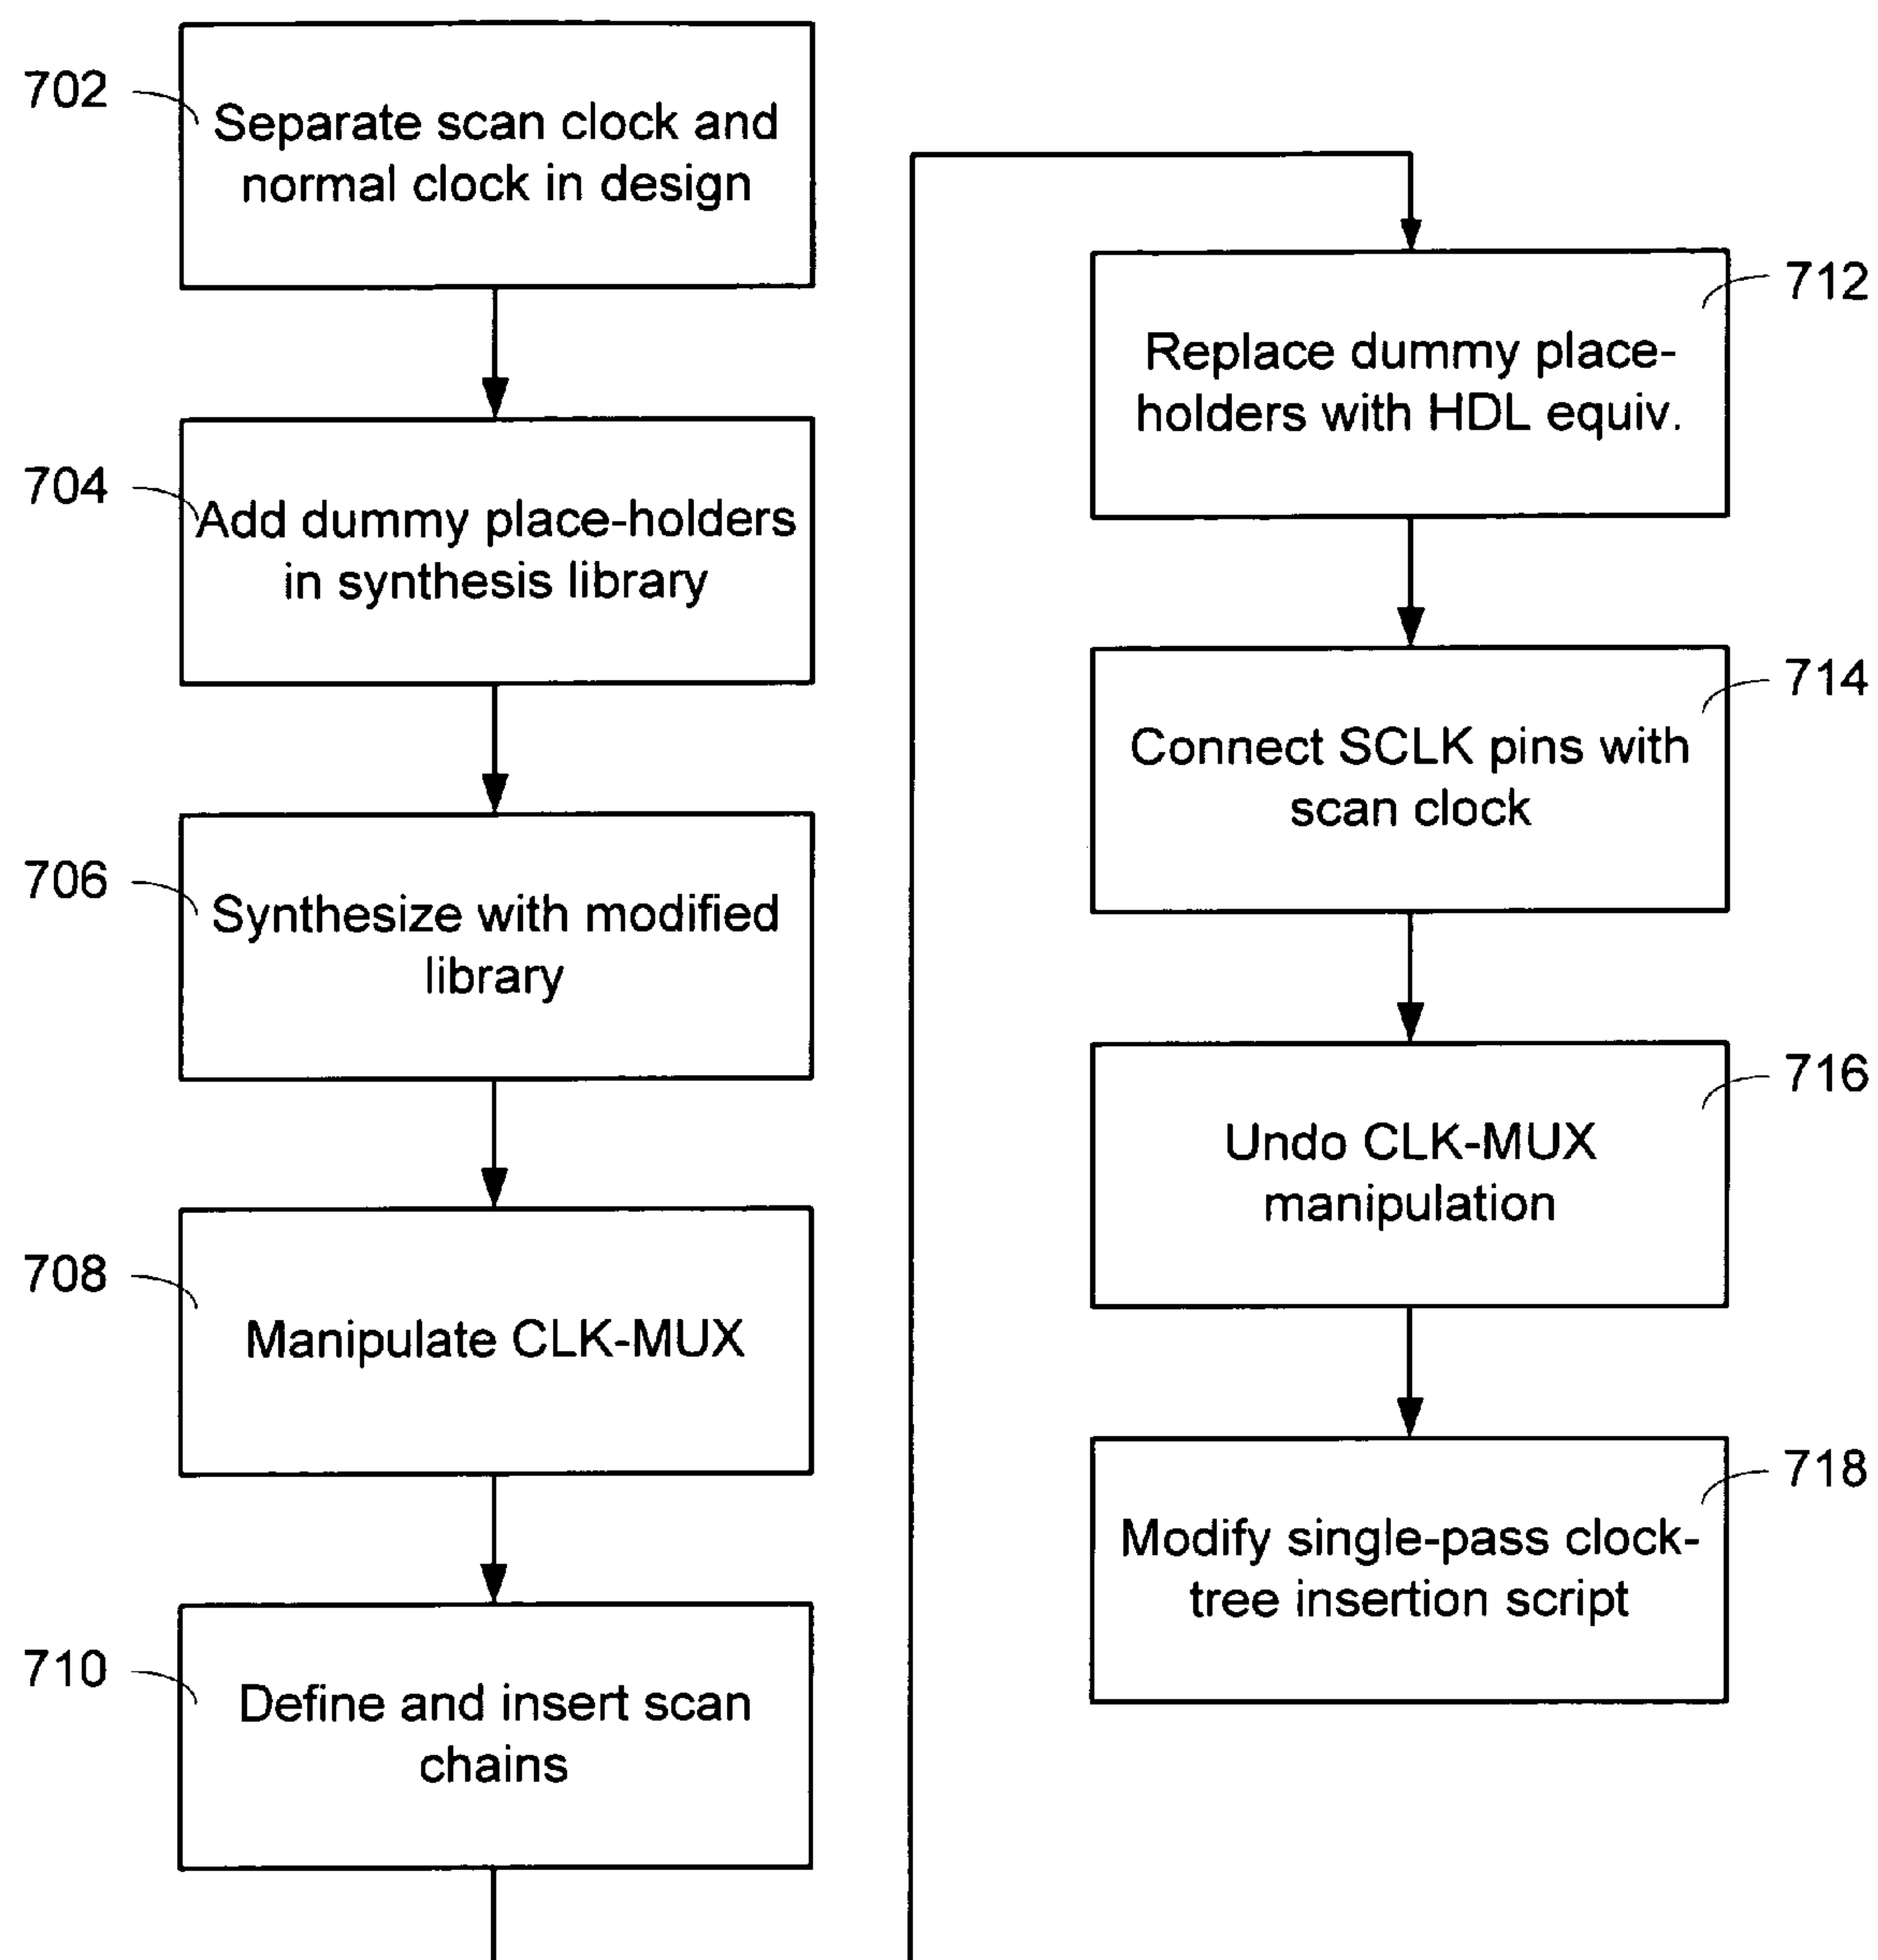 702
Separate scan clock and
normal clock in design
704
Add dummy place-holders
in synthesis library
706
Synthesize with modified
library
708
Manipulate CLK-MUX
710
Define and insert scan
chains
712
Replace dummy place-
holders with HDL equiv.
714
Connect SCLK pins with
scan clock
716
Undo CLK-MUX
manipulation
718
Modify single-pass clock-
tree insertion script